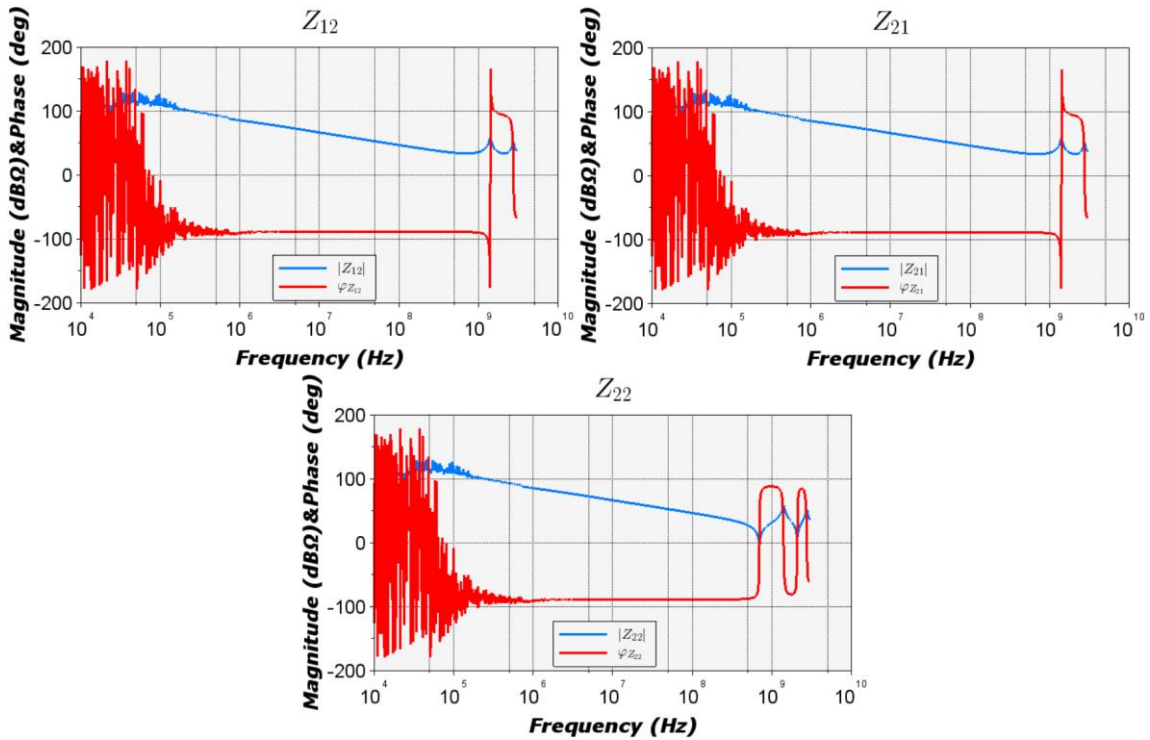 Z12
Magnitude (dBΩ)&Phase (deg)
200
100
0
-100
-200
|Z12|
φZ12
10^4 10^5 10^6 10^7 10^8 10^9 10^10
Frequency (Hz)
Z21
Magnitude (dBΩ)&Phase (deg)
200
100
0
-100
-200
|Z21|
φZ21
10^4 10^5 10^6 10^7 10^8 10^9 10^10
Frequency (Hz)
Z22
Magnitude (dBΩ)&Phase (deg)
200
100
0
-100
-200
|Z22|
φZ22
10^4 10^5 10^6 10^7 10^8 10^9 10^10
Frequency (Hz)